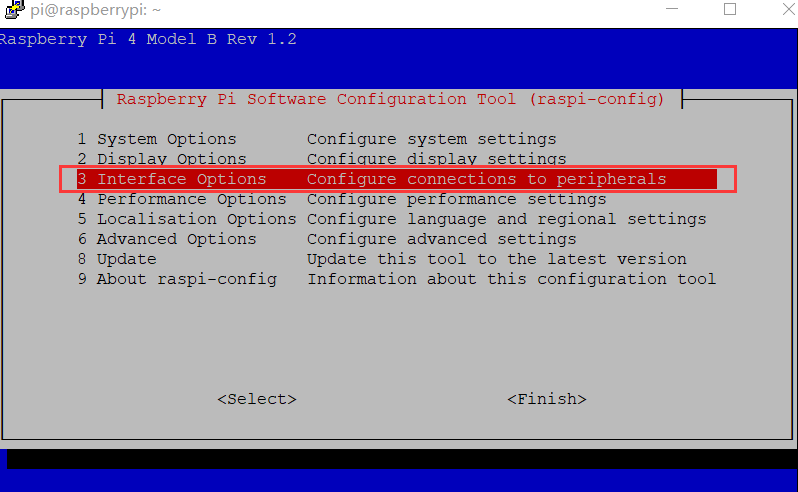 pi@raspberrypi: ~
Raspberry Pi 4 Model B Rev 1.2
Raspberry Pi Software Configuration Tool (raspi-config)
1 System Options Configure system settings
2 Display Options Configure display settings
3 Interface Options Configure connections to peripherals
4 Performance Options Configure performance settings
5 Localisation Options Configure language and regional settings
6 Advanced Options Configure advanced settings
8 Update Update this tool to the latest version
9 About raspi-config Information about this configuration tool
<Select> <Finish>